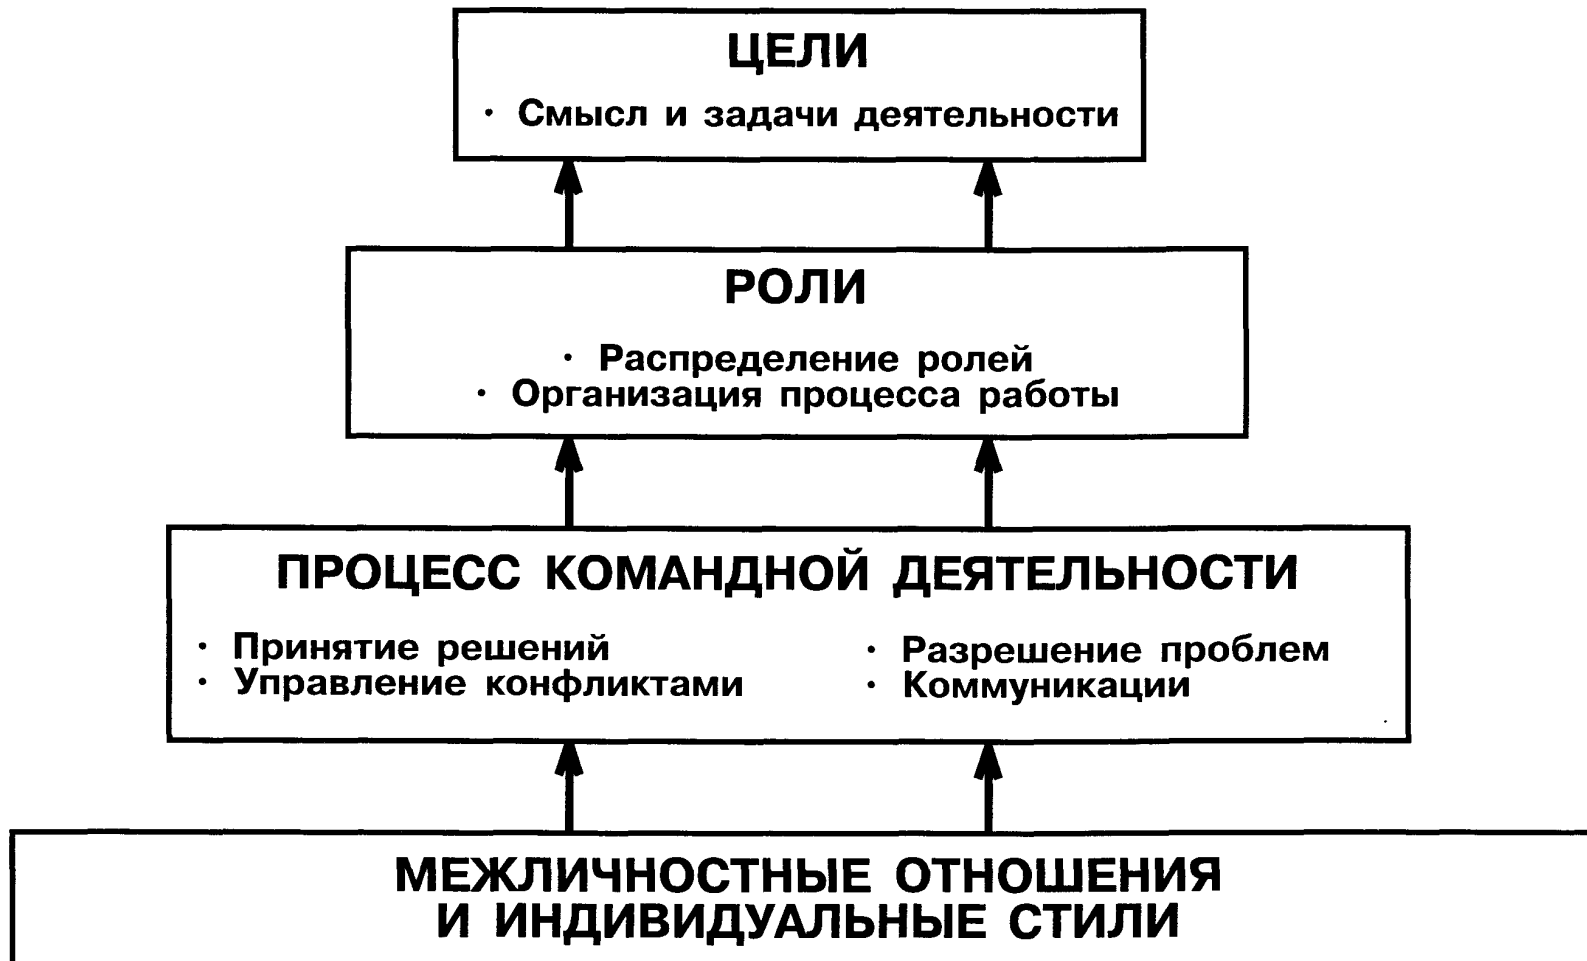 ЦЕЛИ
· Смысл и задачи деятельности
РОЛИ
· Распределение ролей
· Организация процесса работы
ПРОЦЕСС КОМАНДНОЙ ДЕЯТЕЛЬНОСТИ
· Принятие решений
· Управление конфликтами
· Разрешение проблем
· Коммуникации
МЕЖЛИЧНОСТНЫЕ ОТНОШЕНИЯ
И ИНДИВИДУАЛЬНЫЕ СТИЛИ